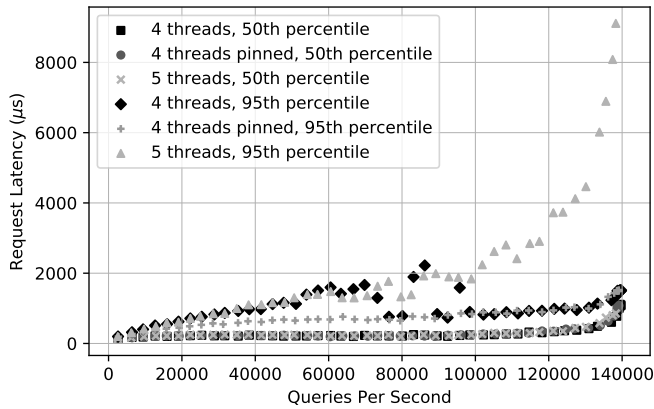 4 threads, 50th percentile
4 threads pinned, 50th percentile
5 threads, 50th percentile
4 threads, 95th percentile
4 threads pinned, 95th percentile
5 threads, 95th percentile
Request Latency (μs)
8000
6000
4000
2000
0
0 20000 40000 60000 80000 100000 120000 140000
Queries Per Second